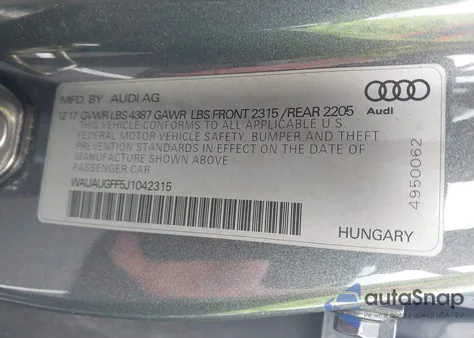 MFD. BY AUDI AG
12 17 GVWR LBS 4387 GAWR LBS FRONT 2315 / REAR 2205
THIS VEHICLE CONFORMS TO ALL APPLICABLE U.S.
FEDERAL MOTOR VEHICLE SAFETY, BUMPER AND THEFT
PREVENTION STANDARDS IN EFFECT ON THE DATE OF
MANUFACTURE SHOWN ABOVE
PASSENGER CAR
WAUAUGFF5J1042315
Audi
4950062
HUNGARY
autoSnap